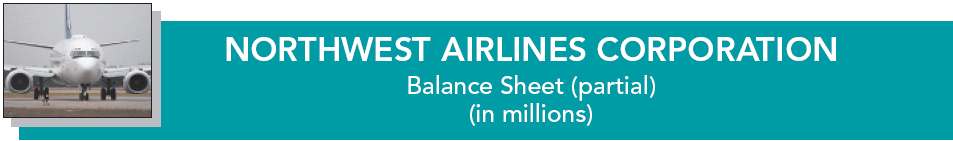 NORTHWEST AIRLINES CORPORATION
Balance Sheet (partial)
(in millions)